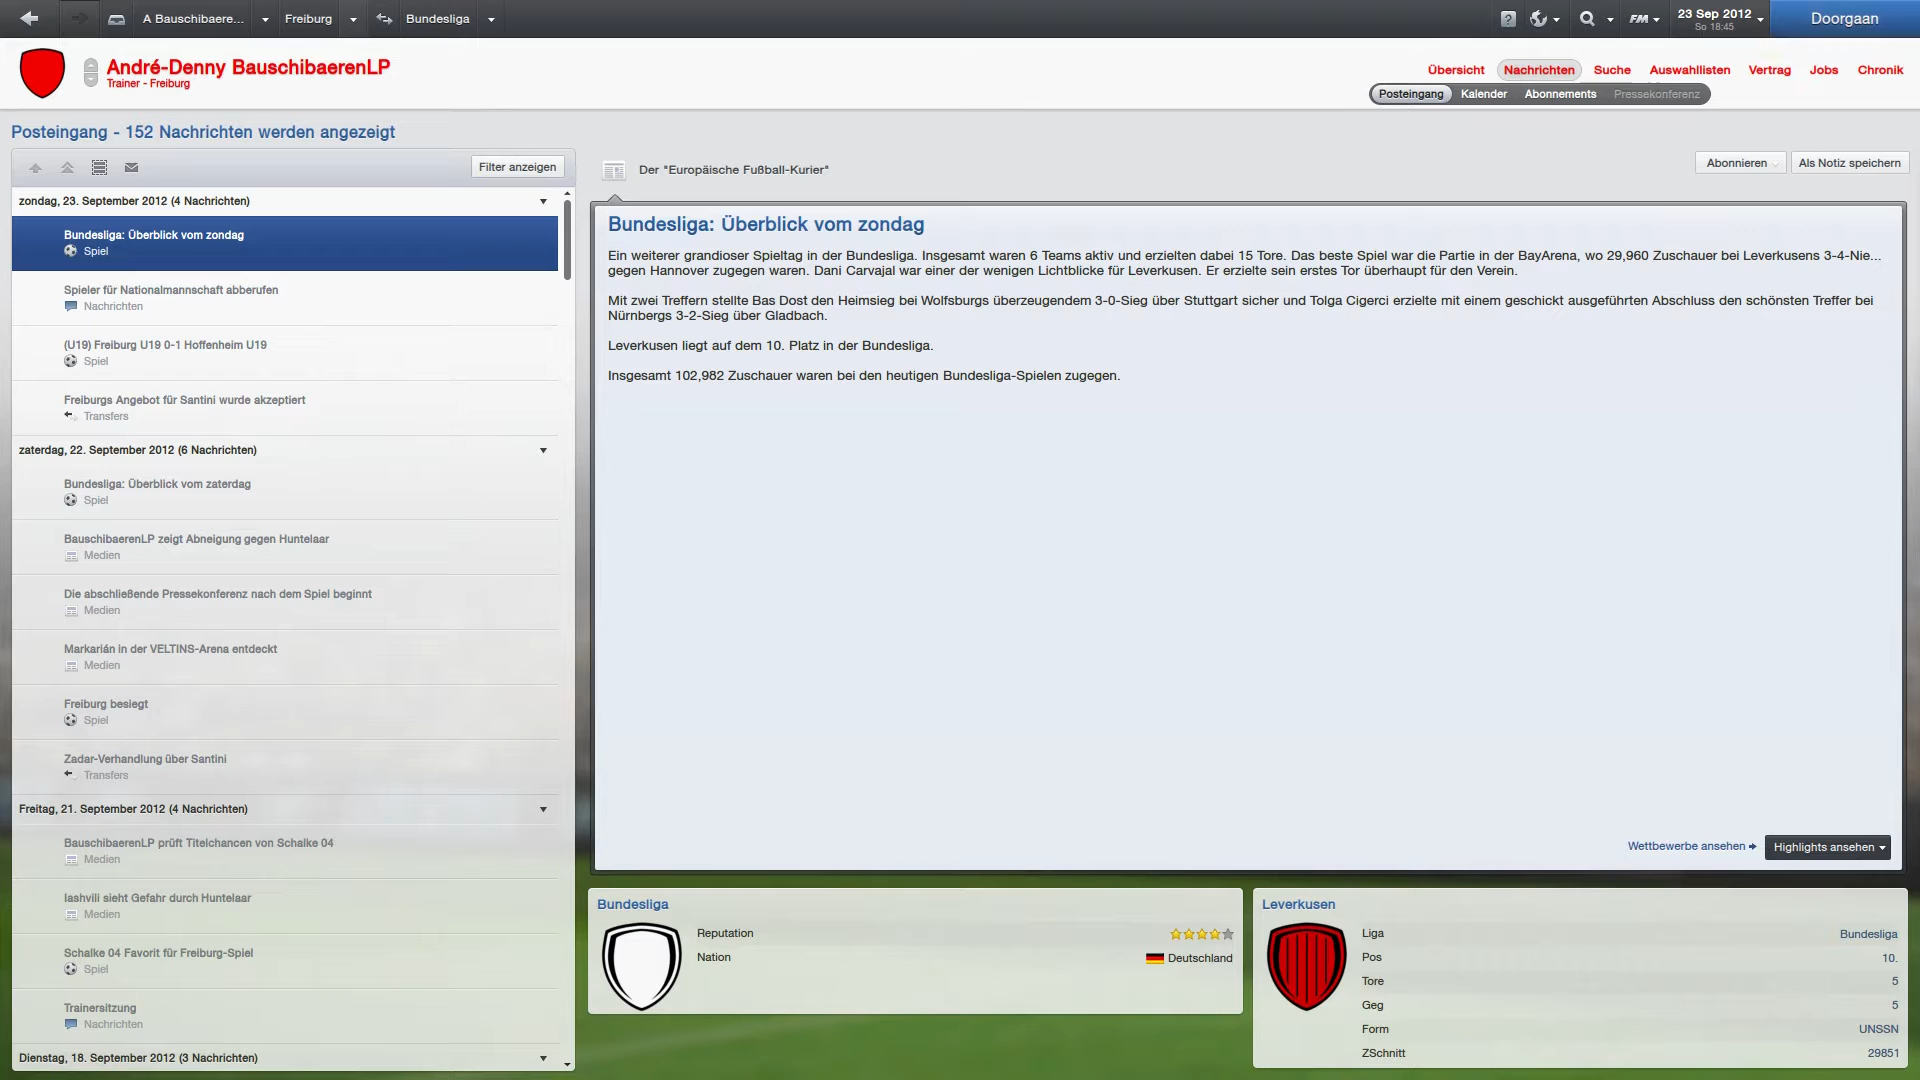 A Bauschibaere...
Freiburg
Bundesliga
FM
23 Sep 2012
So 18:45
Doorgaan
André-Denny BauschibaerenLP
Trainer - Freiburg
Übersicht
Nachrichten
Suche
Auswahllisten
Vertrag
Jobs
Chronik
Posteingang
Kalender
Abonnements
Pressekonferenz
Posteingang - 152 Nachrichten werden angezeigt
Filter anzeigen
zondag, 23. September 2012 (4 Nachrichten)
Bundesliga: Überblick vom zondag
Spiel
Spieler für Nationalmannschaft abberufen
Nachrichten
(U19) Freiburg U19 0-1 Hoffenheim U19
Spiel
Freiburgs Angebot für Santini wurde akzeptiert
Transfers
zaterdag, 22. September 2012 (6 Nachrichten)
Bundesliga: Überblick vom zaterdag
Spiel
BauschibaerenLP zeigt Abneigung gegen Huntelaar
Medien
Die abschließende Pressekonferenz nach dem Spiel beginnt
Medien
Markarián in der VELTINS-Arena entdeckt
Medien
Freiburg besiegt
Spiel
Zadar-Verhandlung über Santini
Transfers
Freitag, 21. September 2012 (4 Nachrichten)
BauschibaerenLP prüft Titelchancen von Schalke 04
Medien
Iashvili sieht Gefahr durch Huntelaar
Medien
Schalke 04 Favorit für Freiburg-Spiel
Spiel
Trainersitzung
Nachrichten
Dienstag, 18. September 2012 (3 Nachrichten)
Der "Europäische Fußball-Kurier"
Abonnieren
Als Notiz speichern
Bundesliga: Überblick vom zondag
Ein weiterer grandioser Spieltag in der Bundesliga. Insgesamt waren 6 Teams aktiv und erzielten dabei 15 Tore. Das beste Spiel war die Partie in der BayArena, wo 29,960 Zuschauer bei Leverkusens 3-4-Nie...
gegen Hannover zugegen waren. Dani Carvajal war einer der wenigen Lichtblicke für Leverkusen. Er erzielte sein erstes Tor überhaupt für den Verein.
Mit zwei Treffern stellte Bas Dost den Heimsieg bei Wolfsburgs überzeugendem 3-0-Sieg über Stuttgart sicher und Tolga Cigerci erzielte mit einem geschickt ausgeführten Abschluss den schönsten Treffer bei
Nürnbergs 3-2-Sieg über Gladbach.
Leverkusen liegt auf dem 10. Platz in der Bundesliga.
Insgesamt 102,982 Zuschauer waren bei den heutigen Bundesliga-Spielen zugegen.
Wettbewerbe ansehen
Highlights ansehen
Bundesliga
Reputation
Nation Deutschland
Leverkusen
Liga Bundesliga
Pos 10.
Tore 5
Geg 5
Form UNSSN
ZSchnitt 29851